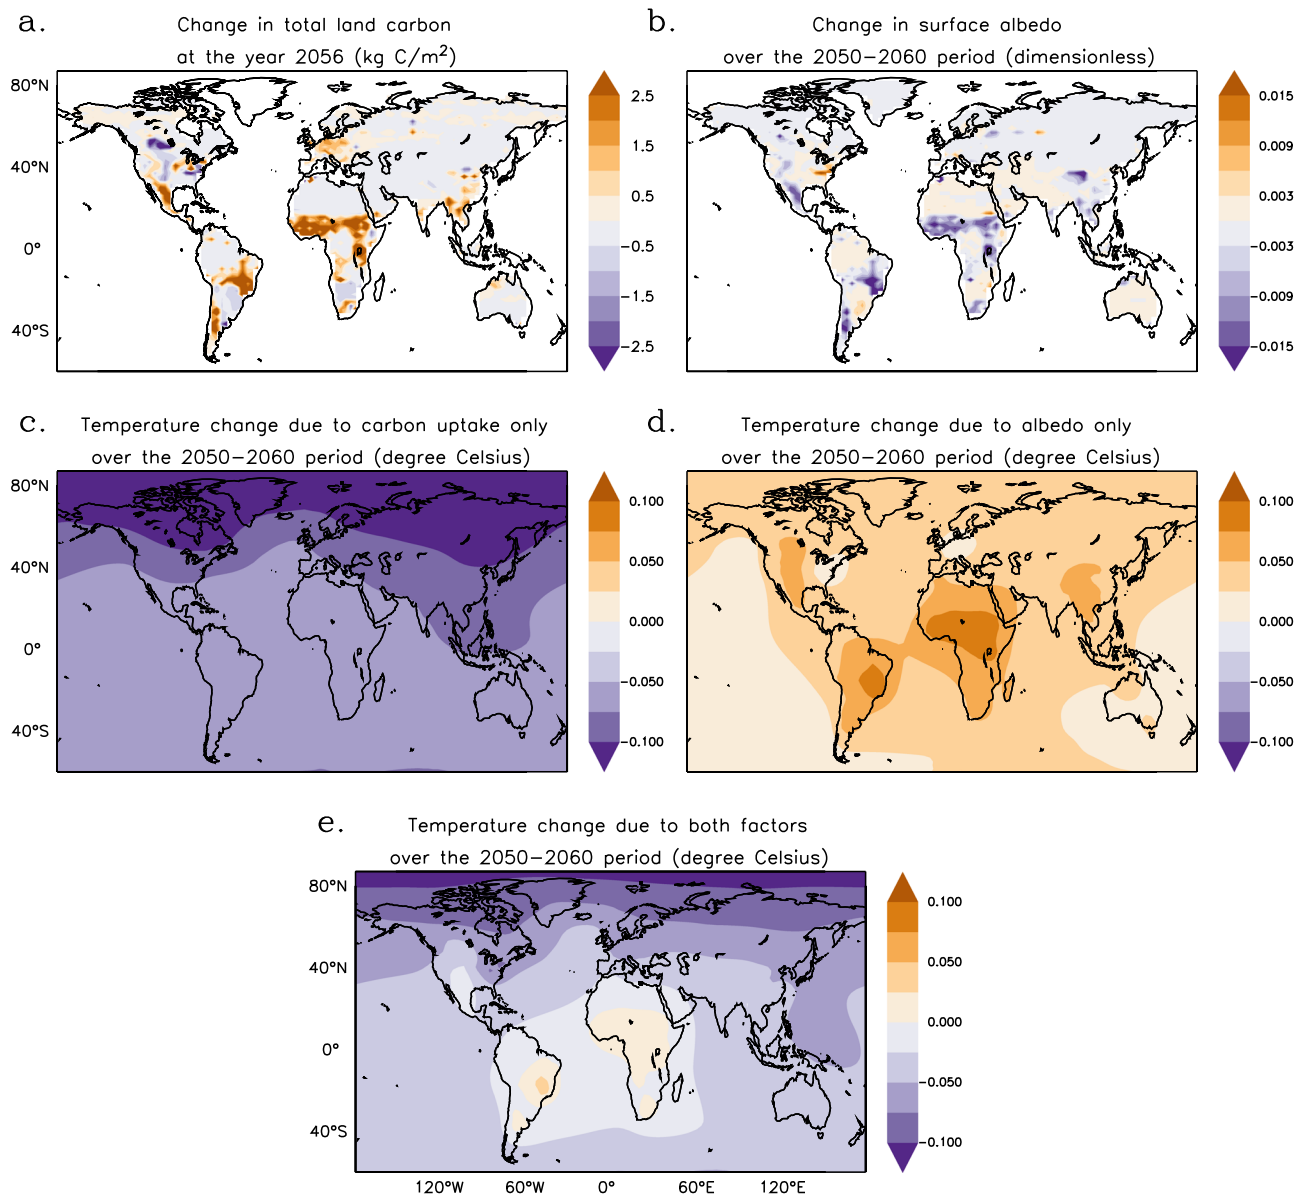 a.
Change in total land carbon
at the year 2056 (kg C/m²)
80°N
40°N
0°
40°S
2.5
1.5
0.5
−0.5
−1.5
−2.5
b.
Change in surface albedo
over the 2050−2060 period (dimensionless)
0.015
0.009
0.003
−0.003
−0.009
−0.015
c.
Temperature change due to carbon uptake only
over the 2050−2060 period (degree Celsius)
80°N
40°N
0°
40°S
0.100
0.050
0.000
−0.050
−0.100
d.
Temperature change due to albedo only
over the 2050−2060 period (degree Celsius)
0.100
0.050
0.000
−0.050
−0.100
e.
Temperature change due to both factors
over the 2050−2060 period (degree Celsius)
80°N
40°N
0°
40°S
120°W 60°W 0° 60°E 120°E
0.100
0.050
0.000
−0.050
−0.100